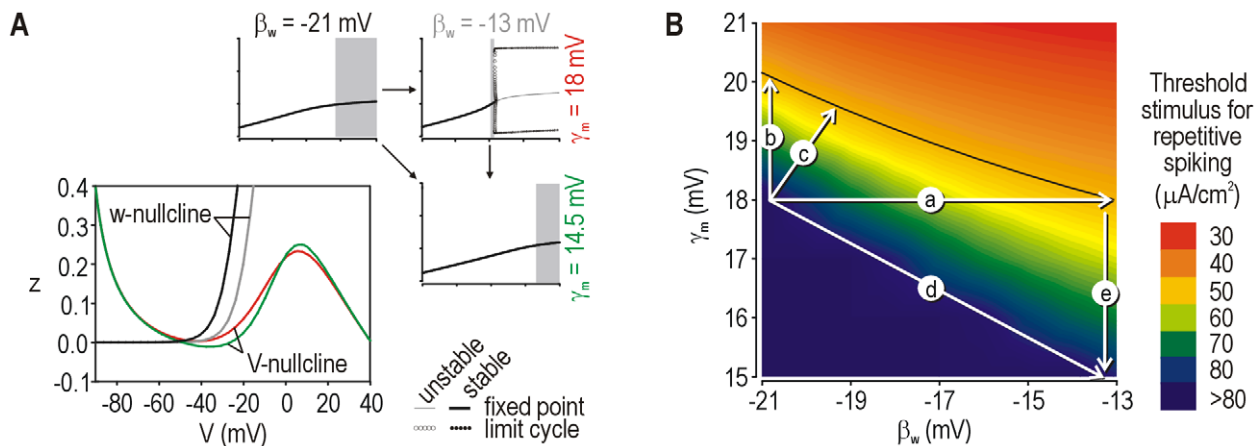 A
βw = -21 mV
βw = -13 mV
γm = 18 mV
γm = 14.5 mV
0.4
0.3
0.2
0.1
0.0
-0.1
z
w-nullcline
V-nullcline
-80 -60 -40 -20 0 20 40
V (mV)
unstable
stable
fixed point
limit cycle
B
21
20
19
18
17
16
15
γm (mV)
b
c
a
d
e
-21 -19 -17 -15 -13
βw (mV)
Threshold
stimulus for
repetitive
spiking
(μA/cm²)
30
40
50
60
70
80
>80